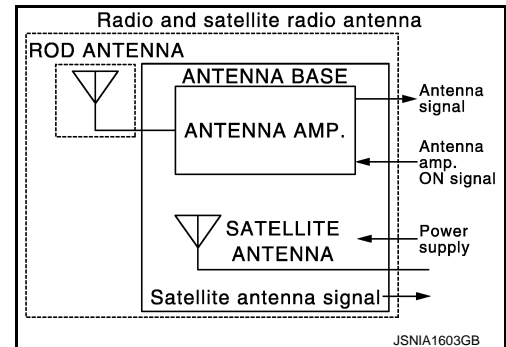 Radio and satellite radio antenna
ROD ANTENNA
ANTENNA BASE
ANTENNA AMP.
Antenna
signal
Antenna
amp.
ON signal
SATELLITE
ANTENNA
Power
supply
Satellite antenna signal
JSNIA1603GB